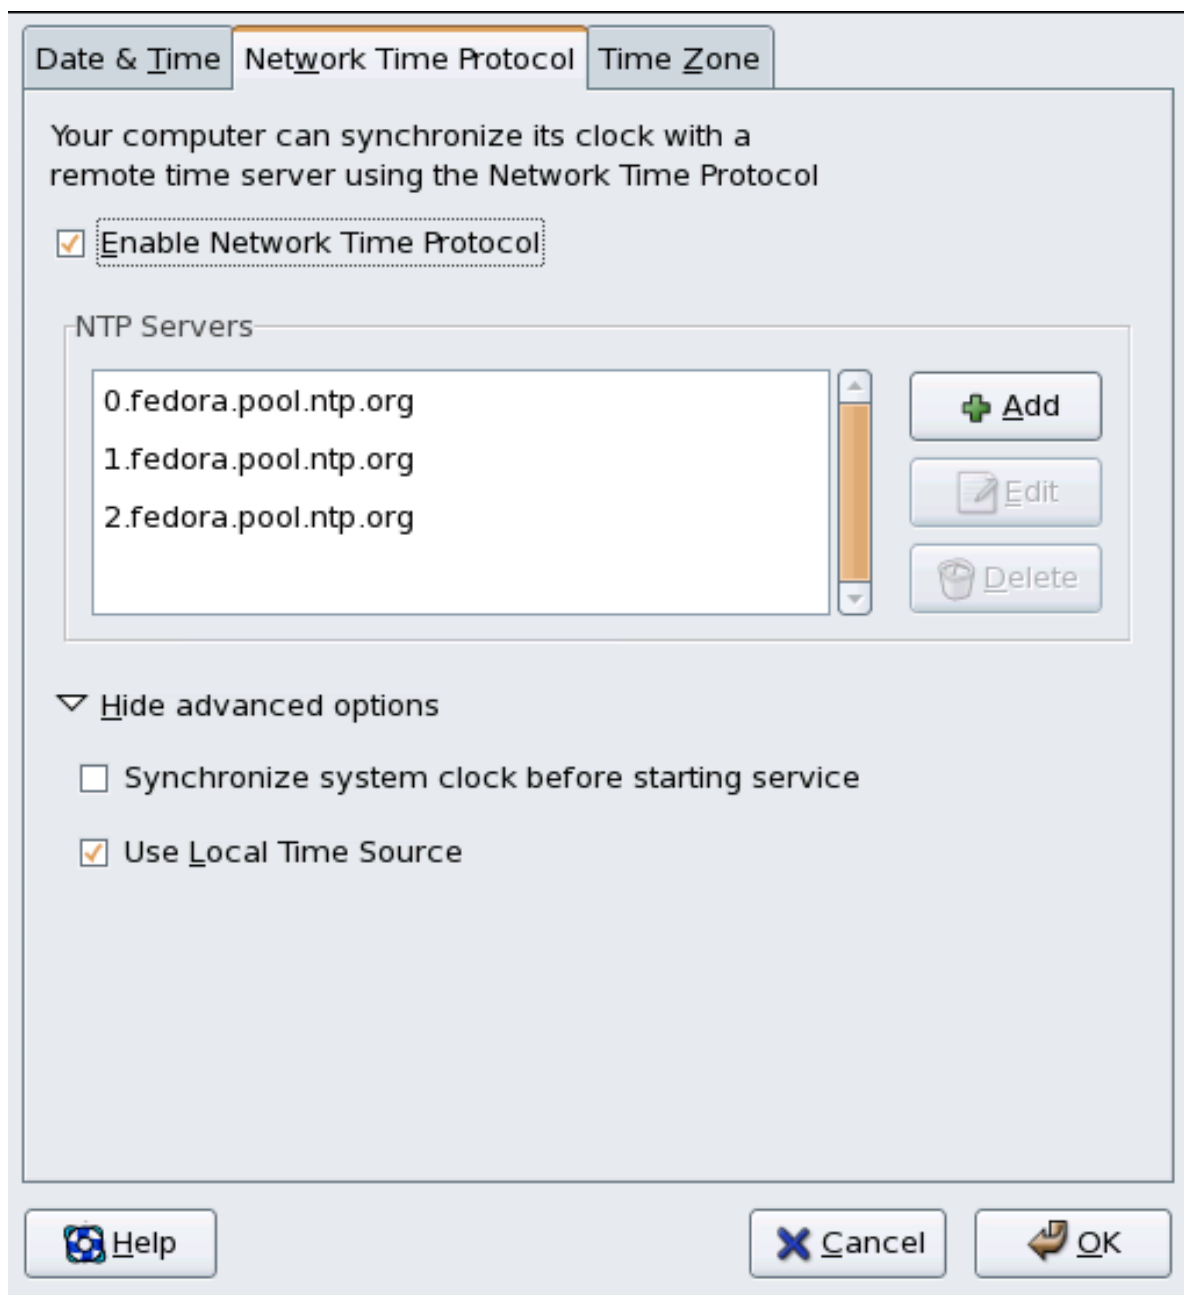 Date & Time Network Time Protocol Time Zone
Your computer can synchronize its clock with a
remote time server using the Network Time Protocol
Enable Network Time Protocol
NTP Servers
0.fedora.pool.ntp.org
1.fedora.pool.ntp.org
2.fedora.pool.ntp.org
Add
Edit
Delete
Hide advanced options
Synchronize system clock before starting service
Use Local Time Source
Help Cancel OK